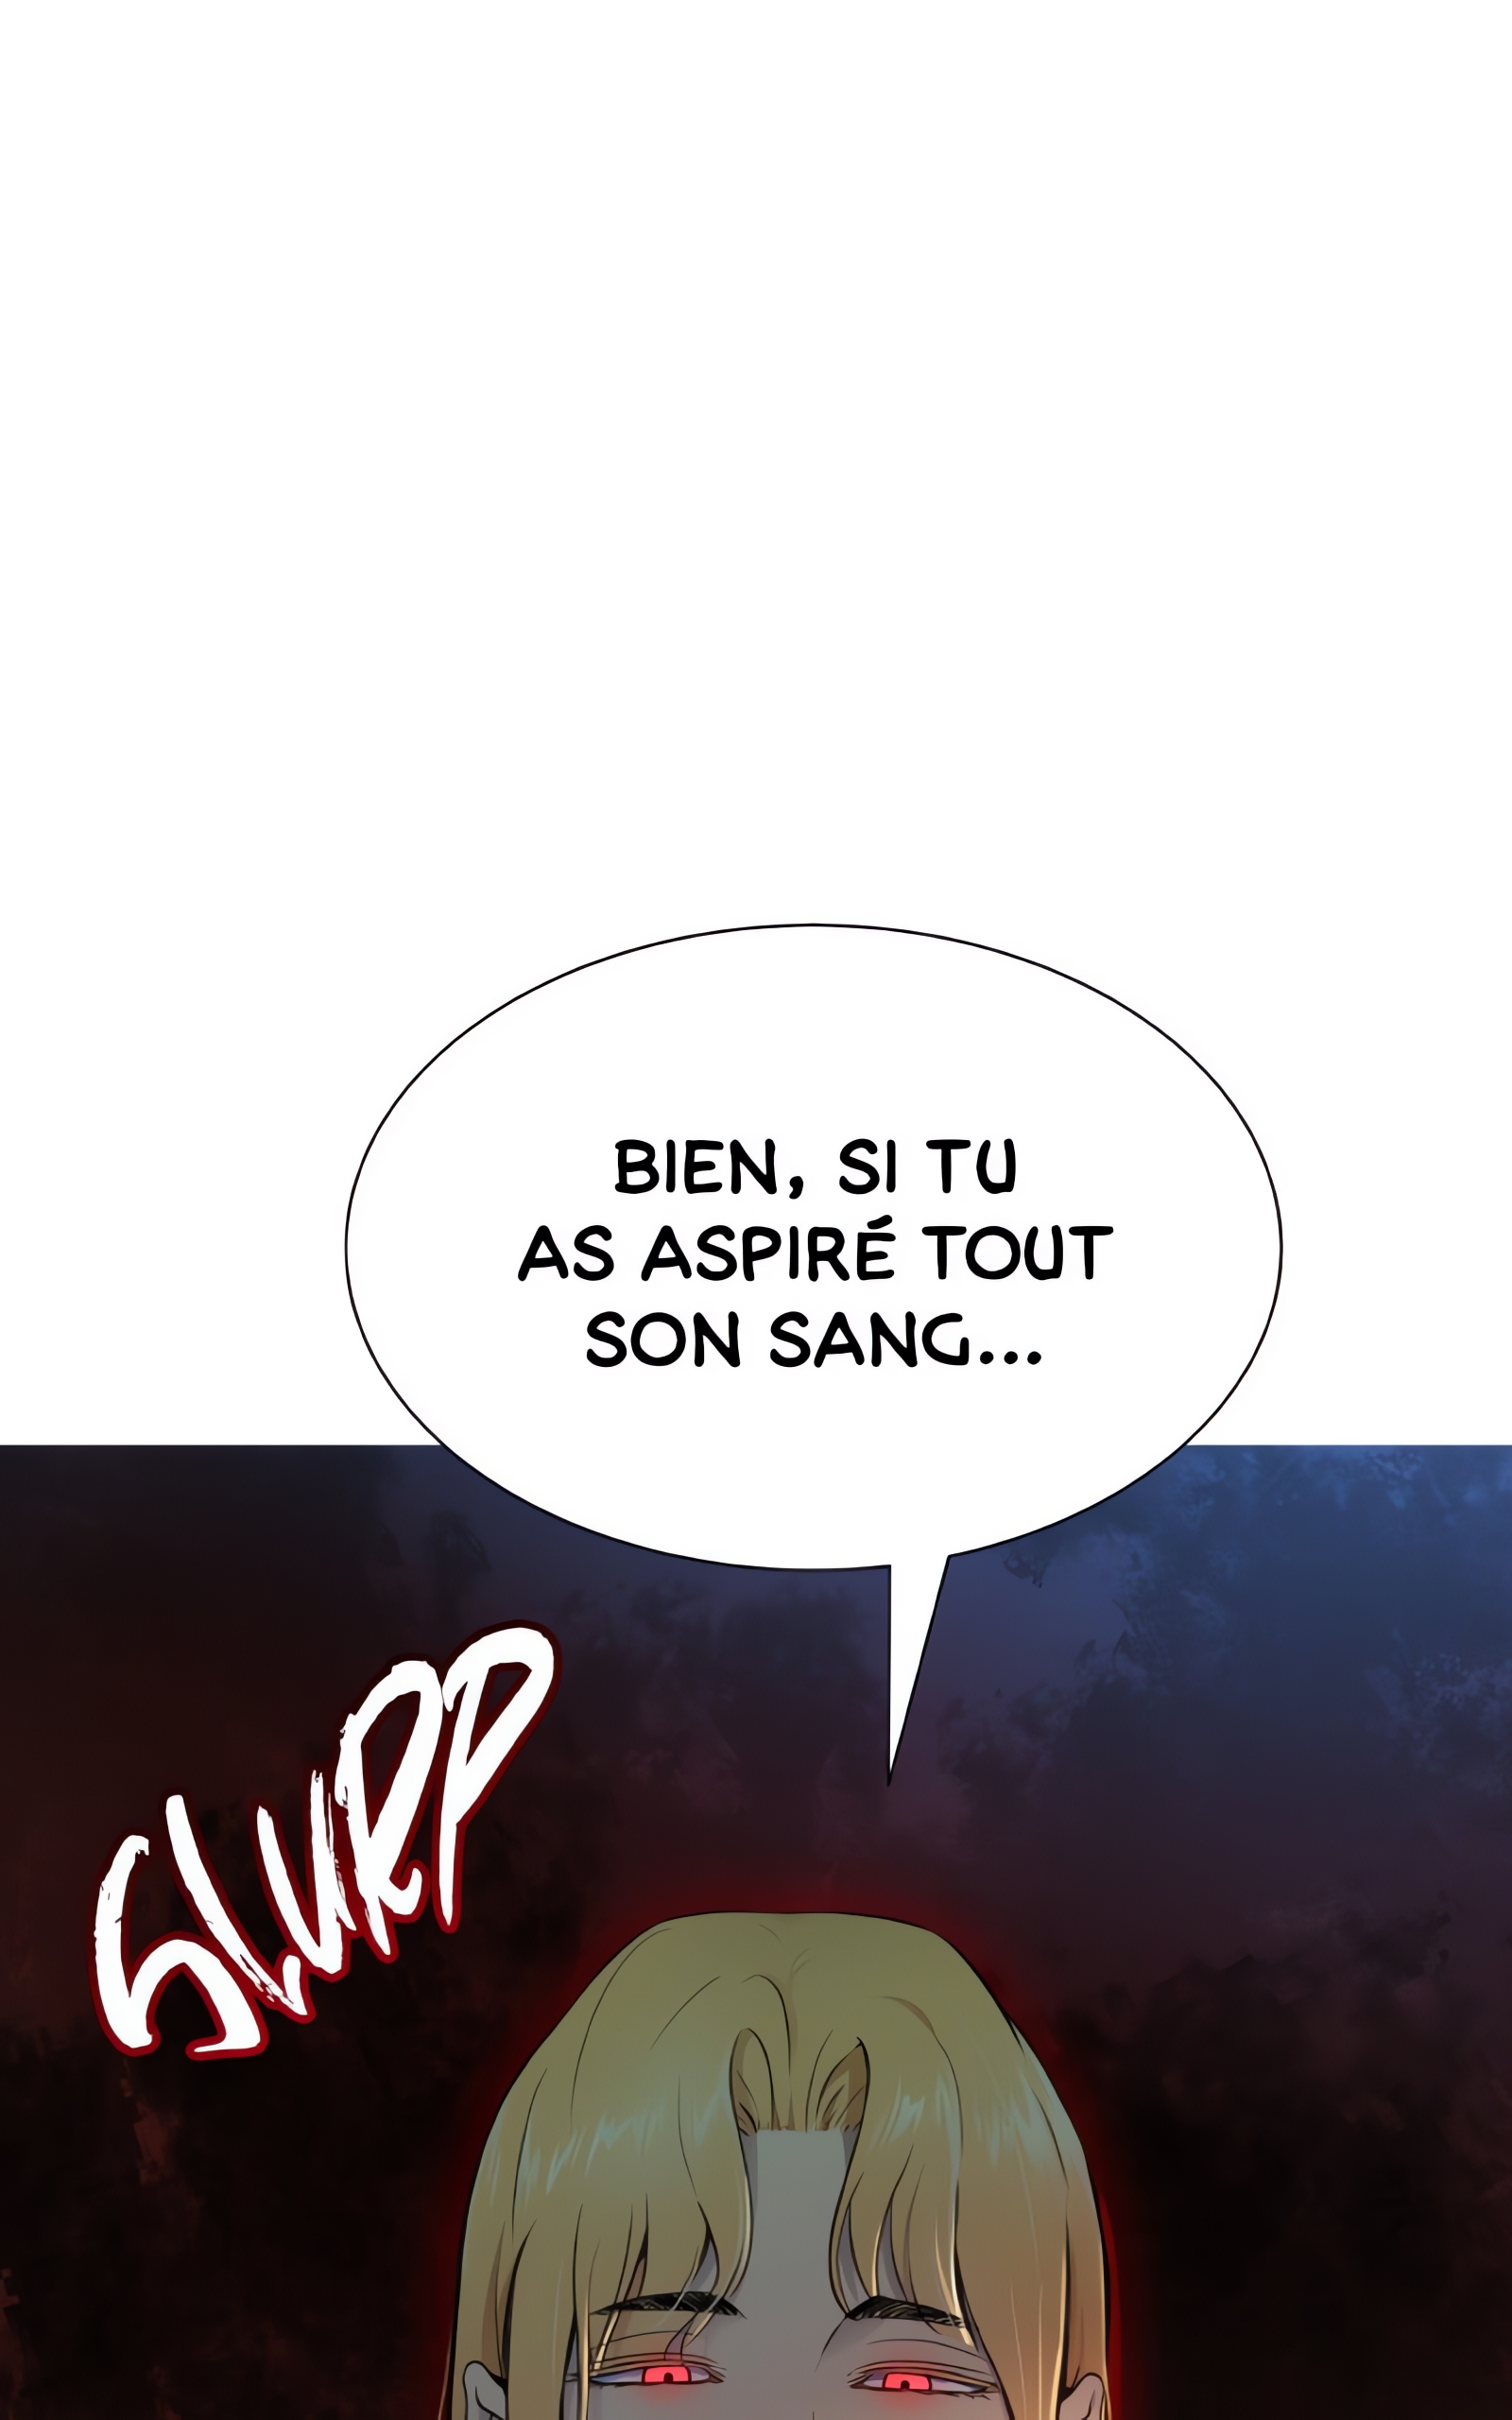 BIEN, SI TU
AS ASPIRÉ TOUT
SON SANG...
SLURP